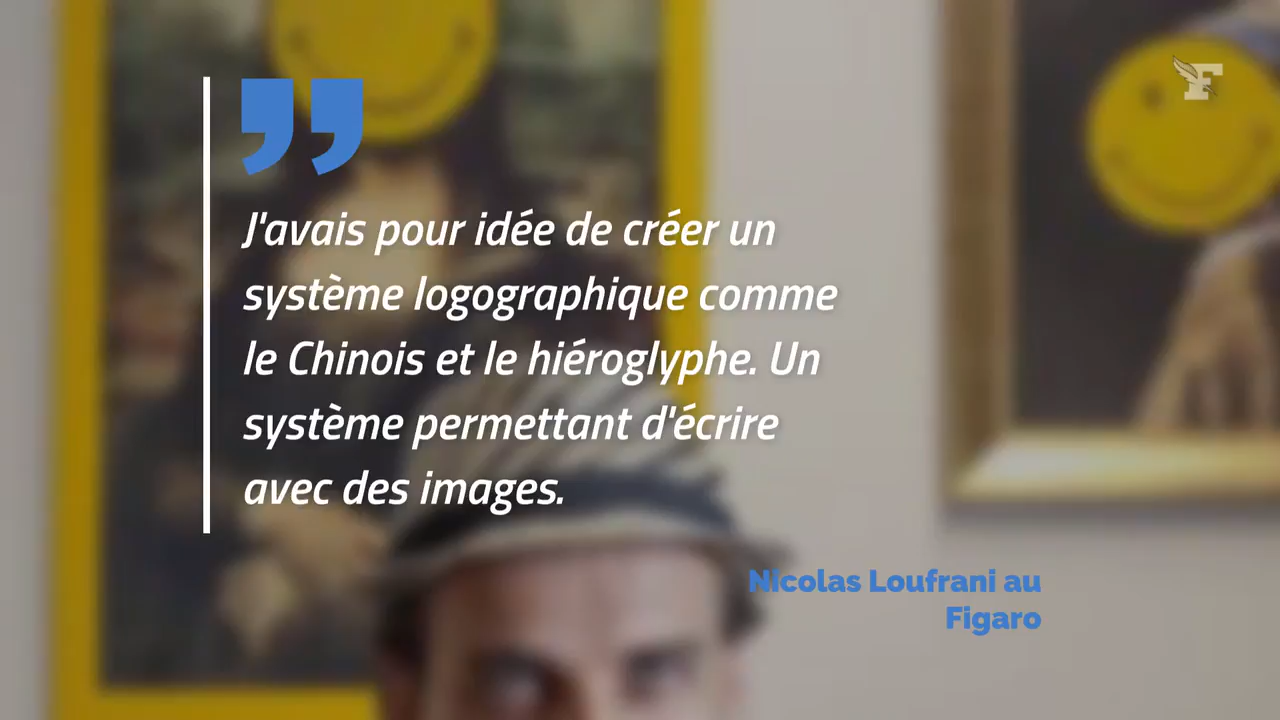 J'avais pour idée de créer un
système logographique comme
le Chinois et le hiéroglyphe. Un
système permettant d'écrire
avec des images.
Nicolas Loufrani au
Figaro
F